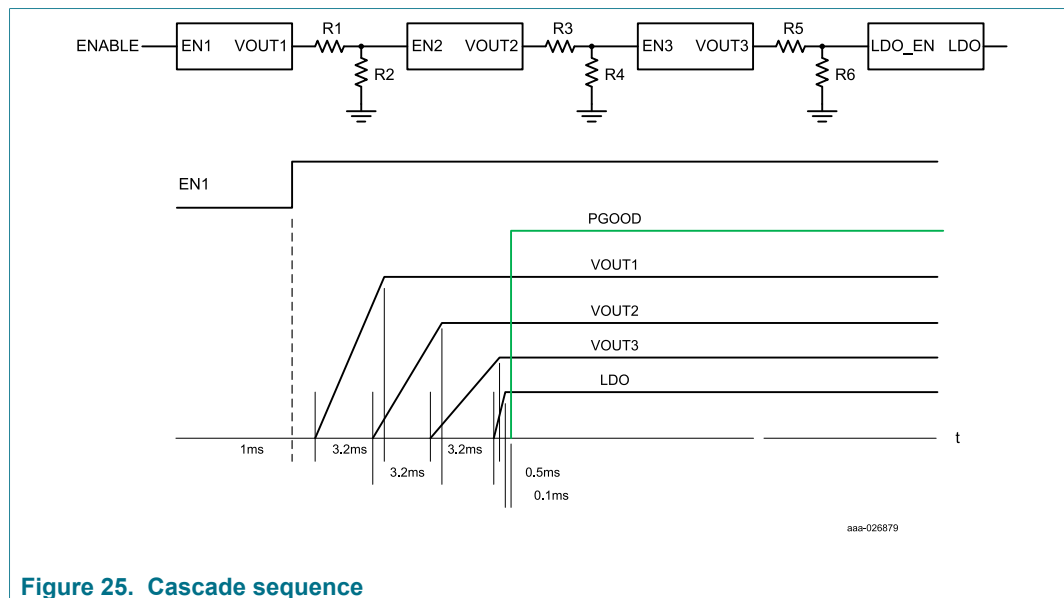 ENABLE EN1 VOUT1 R1 R2 EN2 VOUT2 R3 R4 EN3 VOUT3 R5 R6 LDO_EN LDO
EN1
PGOOD
VOUT1
VOUT2
VOUT3
LDO
t
1ms 3.2ms 3.2ms
3.2ms 0.5ms
0.1ms
aaa-026879
Figure 25. Cascade sequence